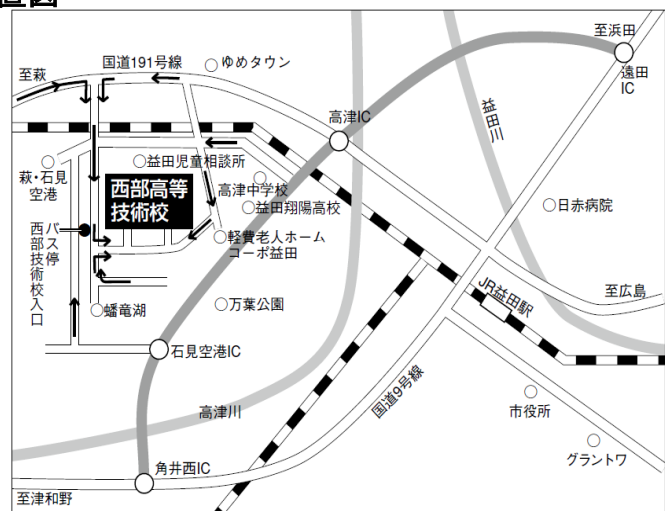 置図
至浜田
遠田
IC
国道191号線
ゆめタウン
至萩
高津IC
益田川
益田児童相談所
萩・石見
空港
西部高等
技術校
高津中学校
益田翔陽高校
日赤病院
軽費老人ホーム
コーポ益田
バス停
西部技術校入口
至広島
JR益田駅
蟠竜湖
万葉公園
石見空港IC
国道9号線
市役所
高津川
グラントワ
角井西IC
至津和野